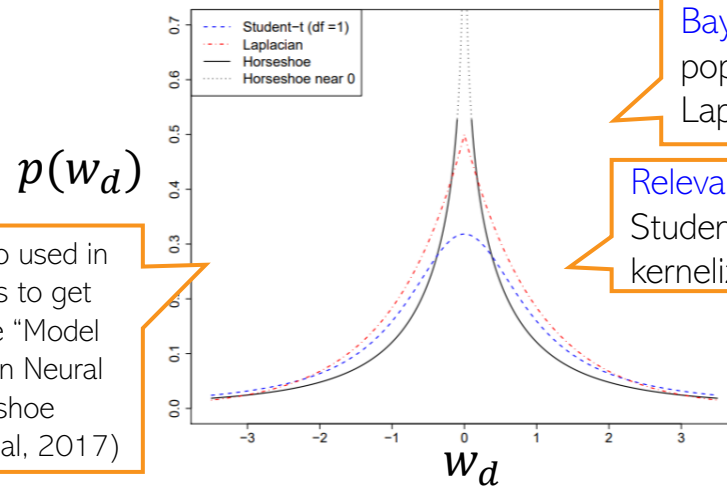 Student−t (df =1)
Laplacian
Horseshoe
Horseshoe near 0
0.7
0.6
0.5
0.4
0.3
0.1
0.0
−3
−2
−1
0
1
2
3
p(w_d)
w_d
Bay
pop
Lap
Releva
Studen
kerneliz
o used in
s to get
e “Model
n Neural
shoe
al, 2017)